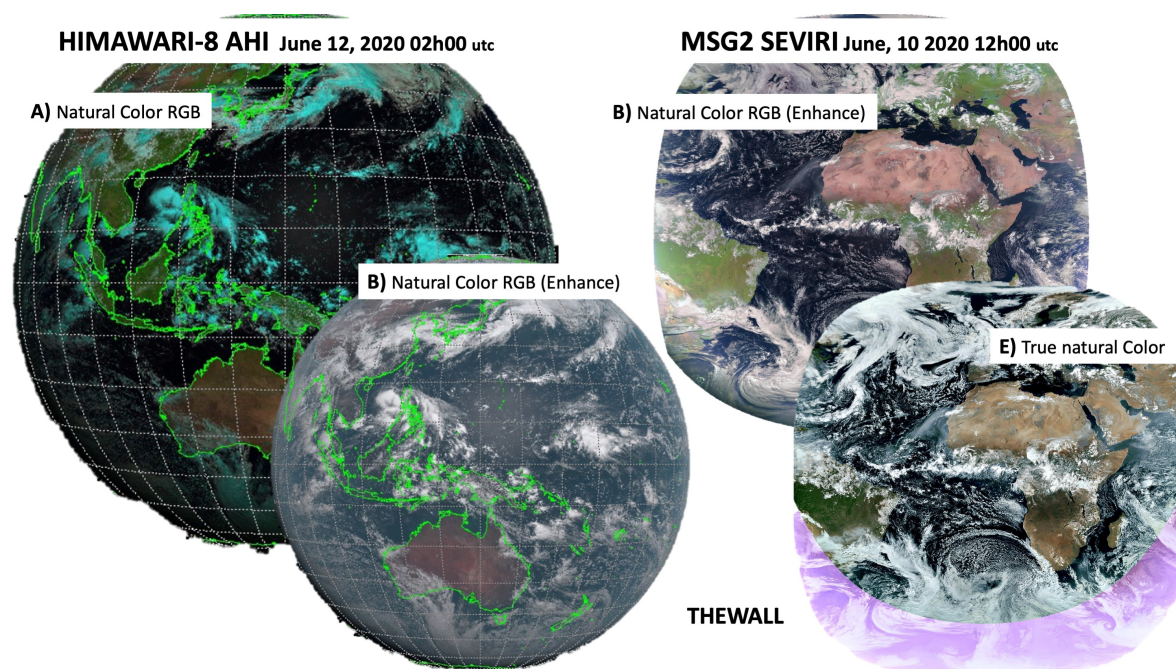 HIMAWARI-8 AHI June 12, 2020 02h00 utc
A) Natural Color RGB
B) Natural Color RGB (Enhance)
MSG2 SEVIRI June, 10 2020 12h00 utc
B) Natural Color RGB (Enhance)
E) True natural Color
THEWALL